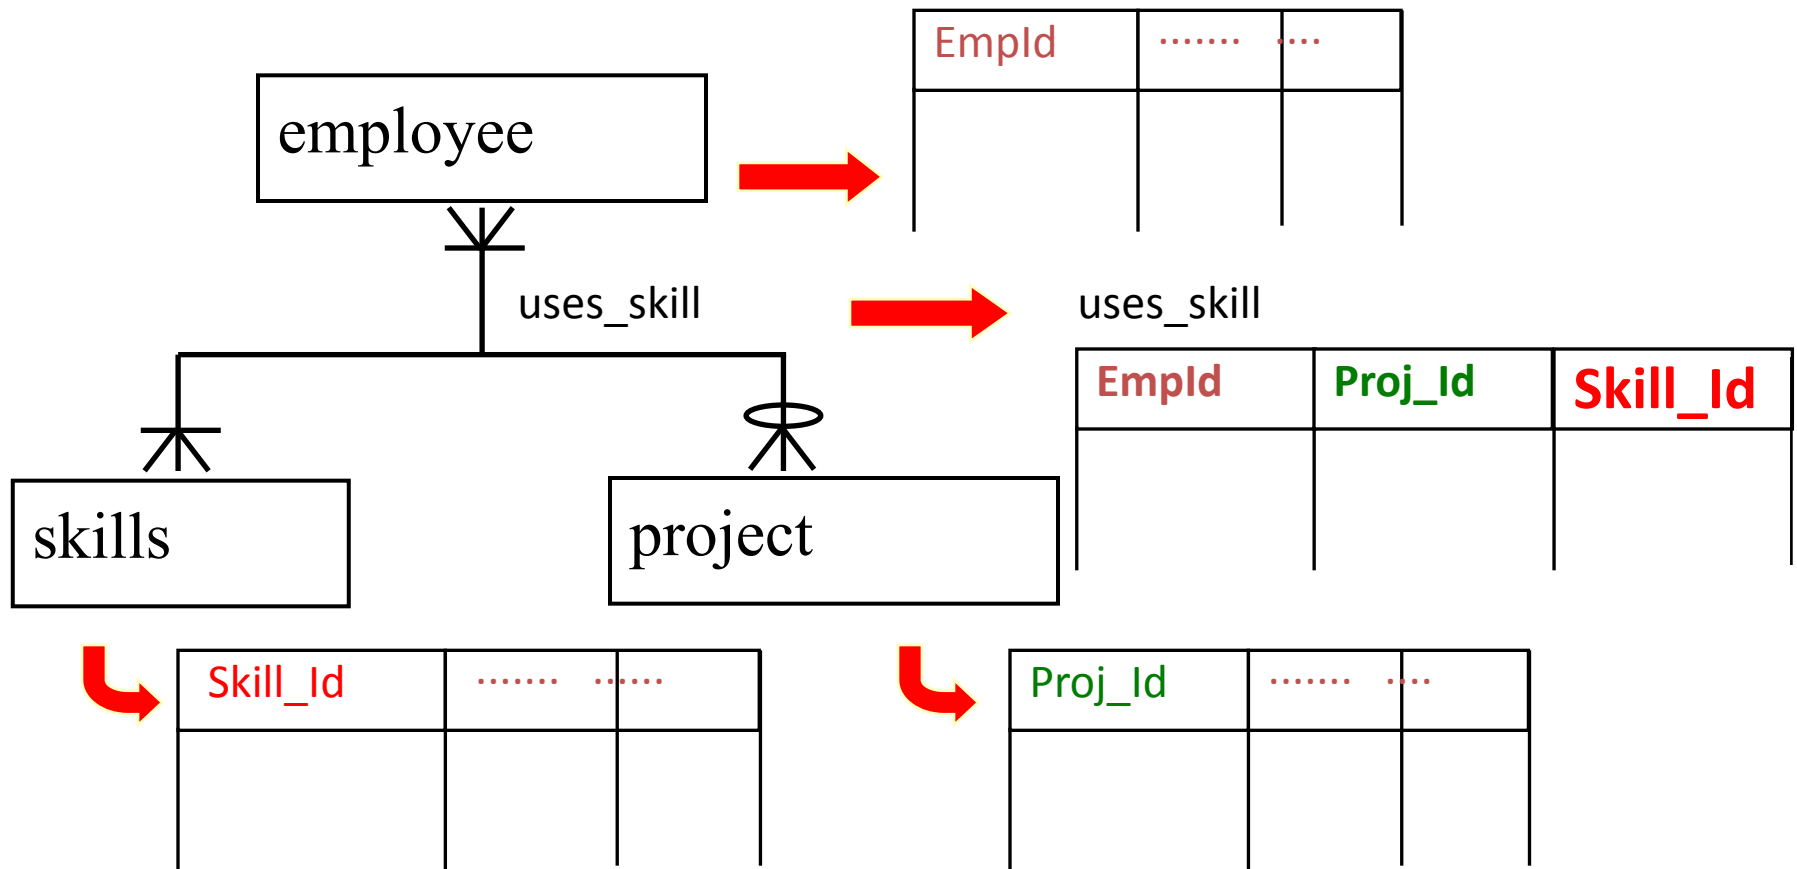 EmpId ....... ....
employee
uses_skill
uses_skill
EmpId Proj_Id Skill_Id
skills
project
Skill_Id ....... ......
Proj_Id ....... ....